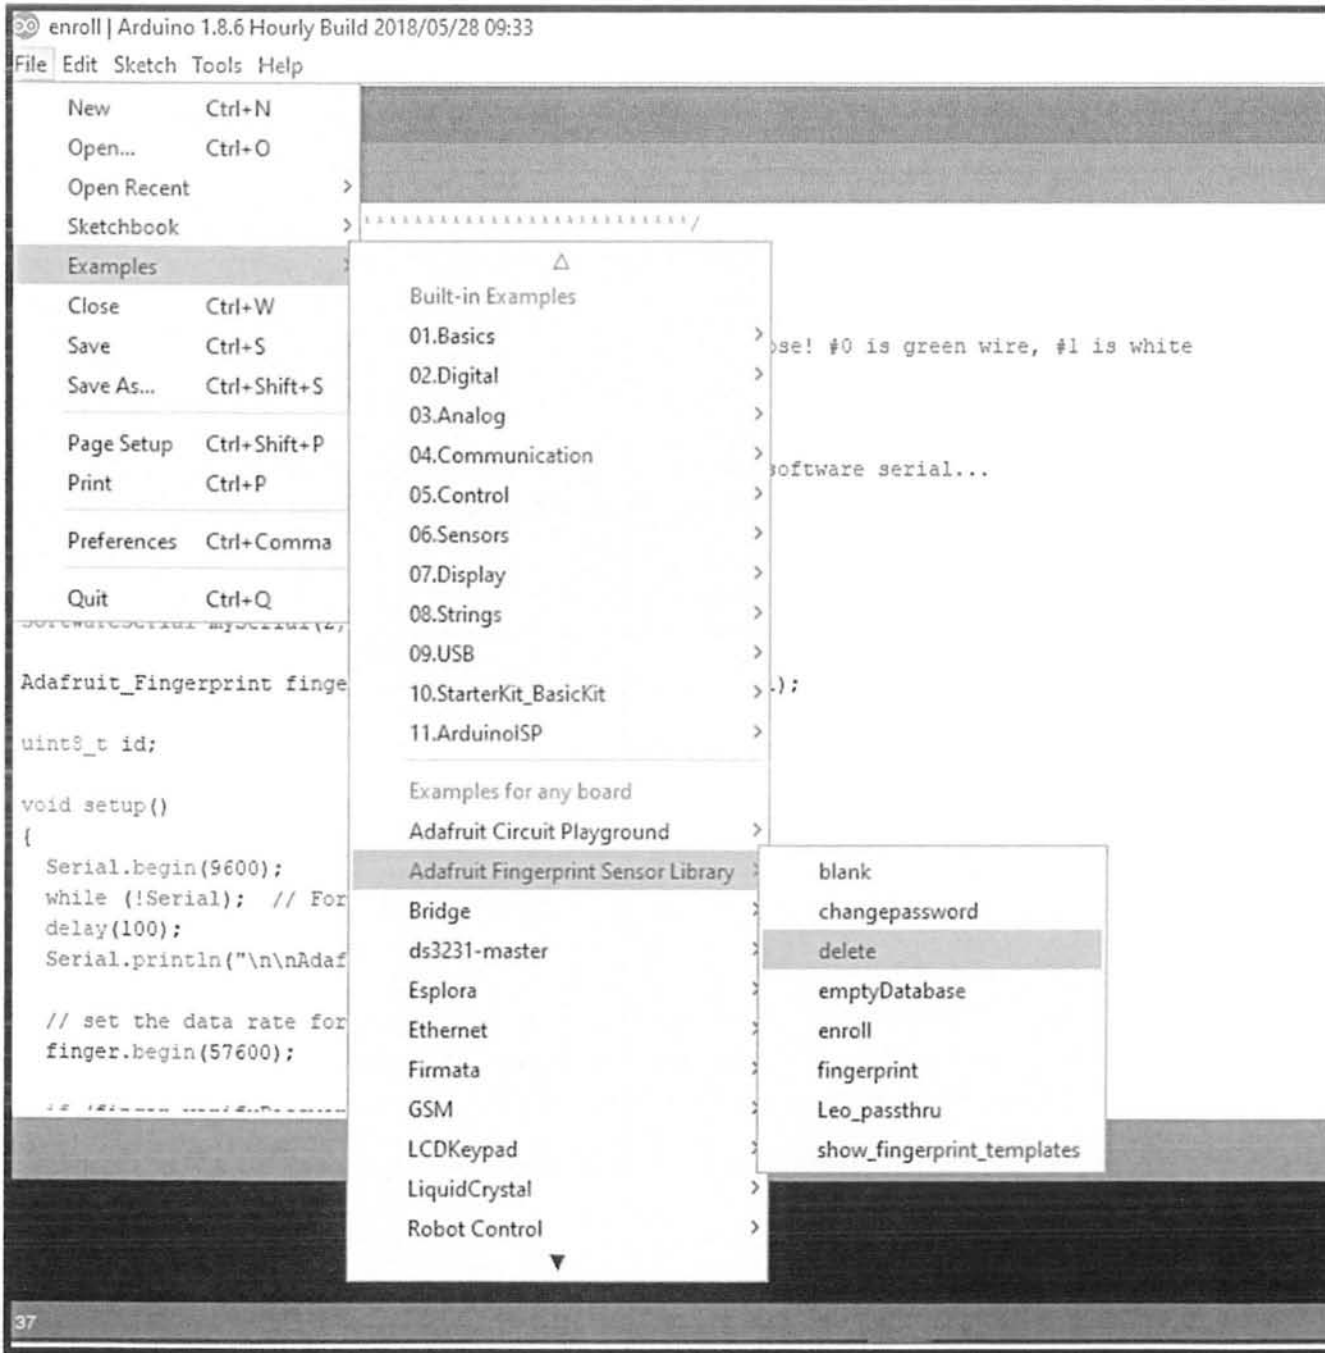 enroll | Arduino 1.8.6 Hourly Build 2018/05/28 09:33
File Edit Sketch Tools Help
New Ctrl+N
Open... Ctrl+O
Open Recent
Sketchbook
Examples
Close Ctrl+W
Save Ctrl+S
Save As... Ctrl+Shift+S
Page Setup Ctrl+Shift+P
Print Ctrl+P
Preferences Ctrl+Comma
Quit Ctrl+Q
Built-in Examples
01.Basics
02.Digital
03.Analog
04.Communication
05.Control
06.Sensors
07.Display
08.Strings
09.USB
10.StarterKit_BasicKit
11.ArduinoISP
Examples for any board
Adafruit Circuit Playground
Adafruit Fingerprint Sensor Library
Bridge
ds3231-master
Esplora
Ethernet
Firmata
GSM
LCDKeypad
LiquidCrystal
Robot Control
blank
changepassword
delete
emptyDatabase
enroll
fingerprint
Leo_passthru
show_fingerprint_templates
ose! #0 is green wire, #1 is white
software serial...
Adafruit_Fingerprint finge
);
uint8_t id;
void setup()
{
Serial.begin(9600);
while (!Serial); // For
delay(100);
Serial.println("\n\nAdaf
// set the data rate for
finger.begin(57600);
37